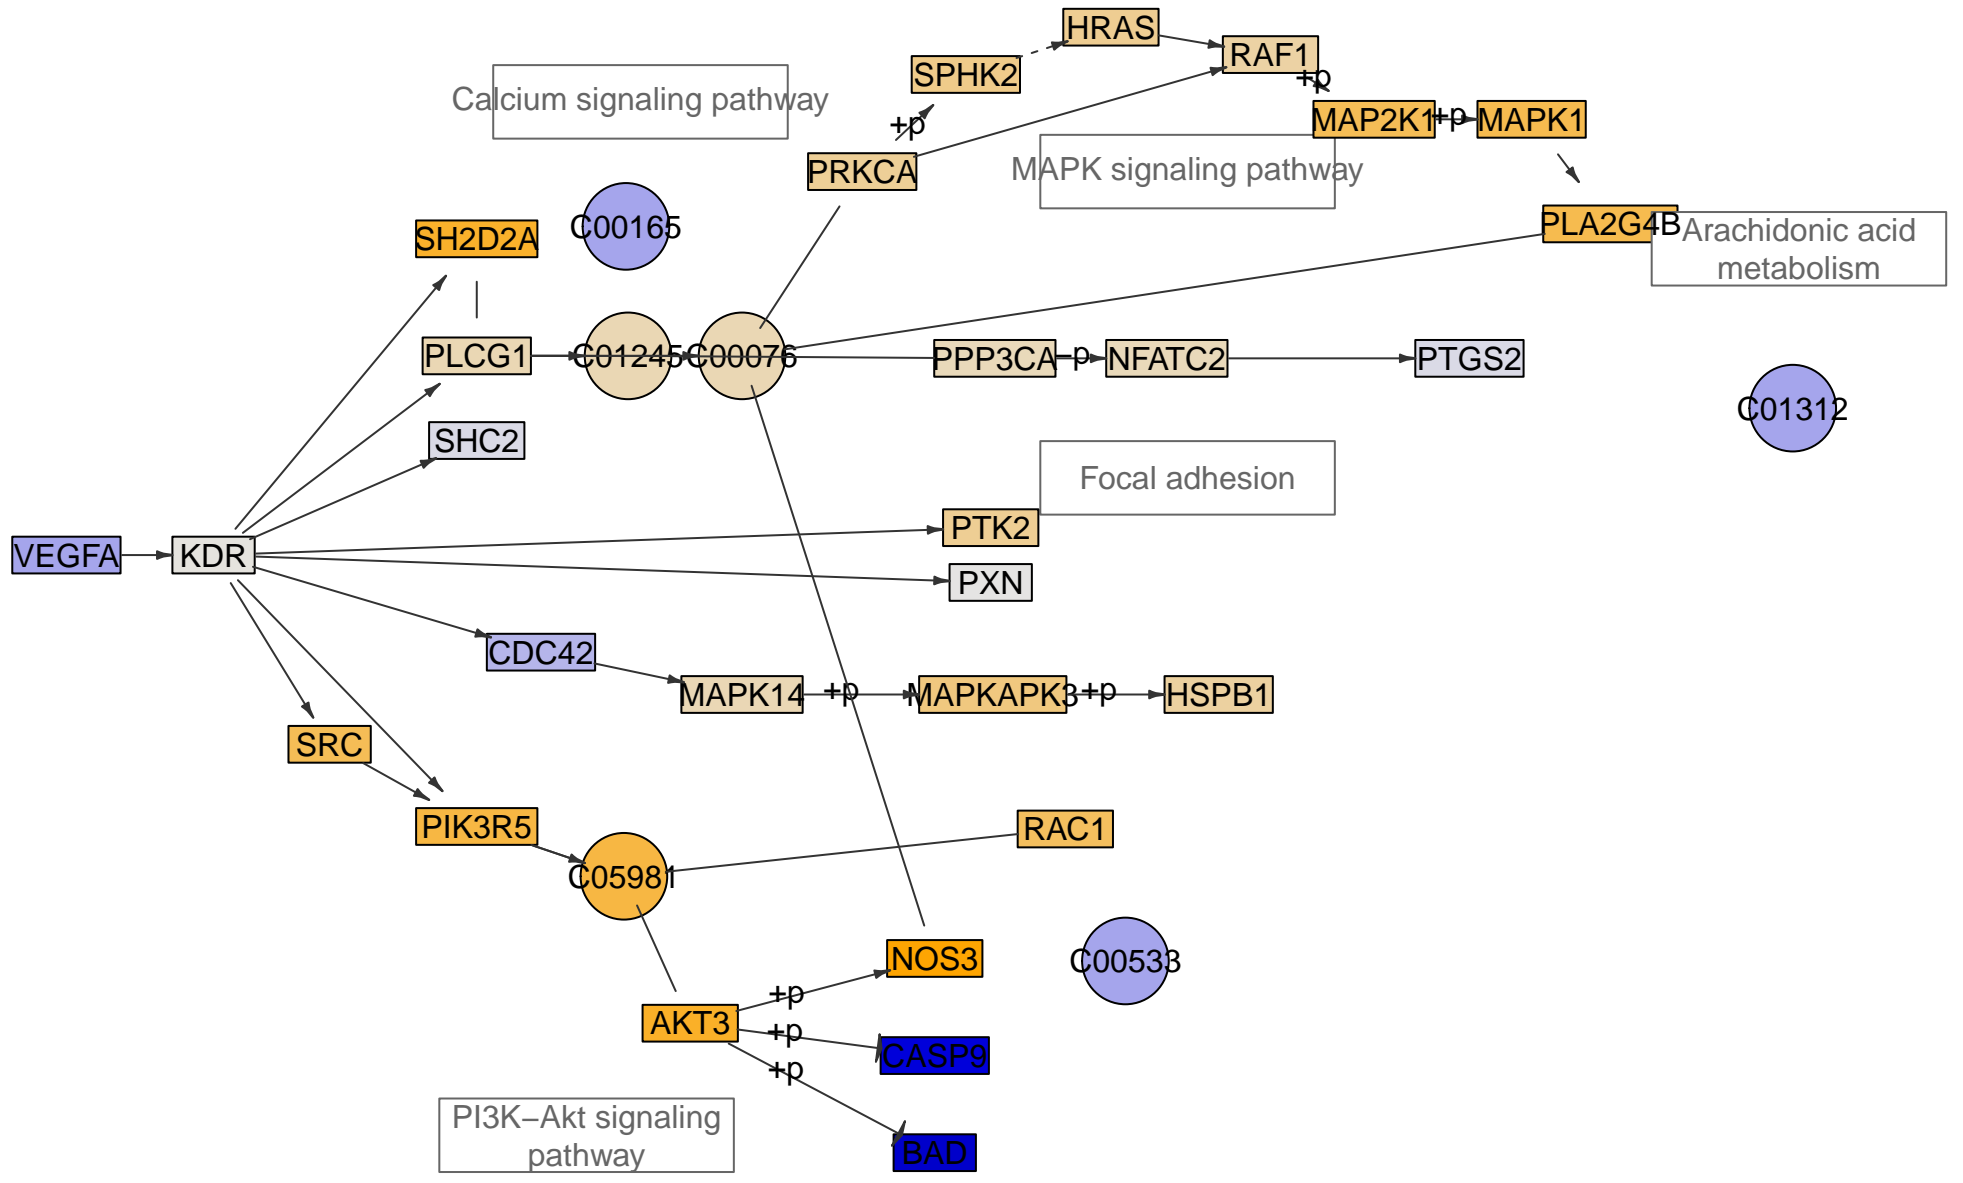 HRAS
RAF1
+p
SPHK2
Calcium signaling pathway
MAP2K1
+p
MAPK1
+p
PRKCA
MAPK signaling pathway
C00165
SH2D2A
PLA2G4B
Arachidonic acid
metabolism
PLCG1
C01245
C00076
PPP3CA
−p
NFATC2
PTGS2
C01312
SHC2
Focal adhesion
PTK2
VEGFA
KDR
PXN
CDC42
MAPK14
+p
MAPKAPK3
+p
HSPB1
SRC
PIK3R5
RAC1
C05981
NOS3
C00533
+p
AKT3
+p
CASP9
+p
PI3K−Akt signaling
pathway
BAD